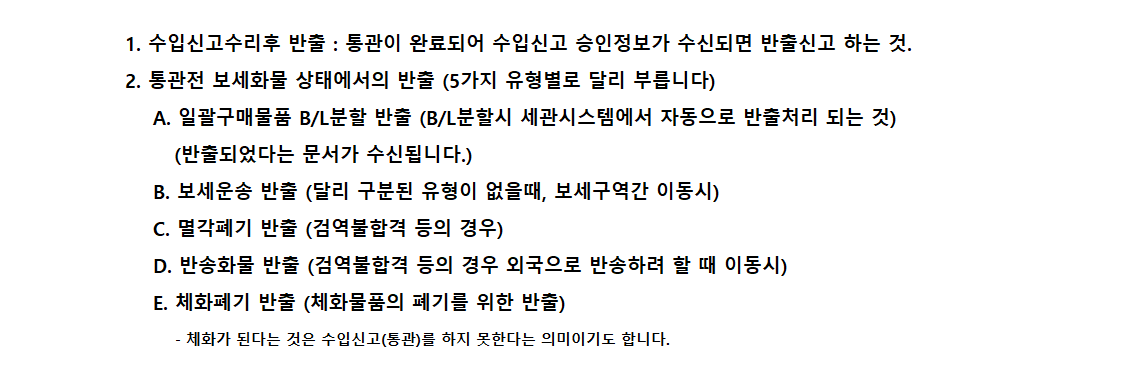 1. 수입신고수리후 반출 : 통관이 완료되어 수입신고 승인정보가 수신되면 반출신고 하는 것.
2. 통관전 보세화물 상태에서의 반출 (5가지 유형별로 달리 부릅니다)
A. 일괄구매물품 B/L분할 반출 (B/L분할시 세관시스템에서 자동으로 반출처리 되는 것)
(반출되었다는 문서가 수신됩니다.)
B. 보세운송 반출 (달리 구분된 유형이 없을때, 보세구역간 이동시)
C. 멸각폐기 반출 (검역불합격 등의 경우)
D. 반송화물 반출 (검역불합격 등의 경우 외국으로 반송하려 할 때 이동시)
E. 체화폐기 반출 (체화물품의 폐기를 위한 반출)
- 체화가 된다는 것은 수입신고(통관)를 하지 못한다는 의미이기도 합니다.